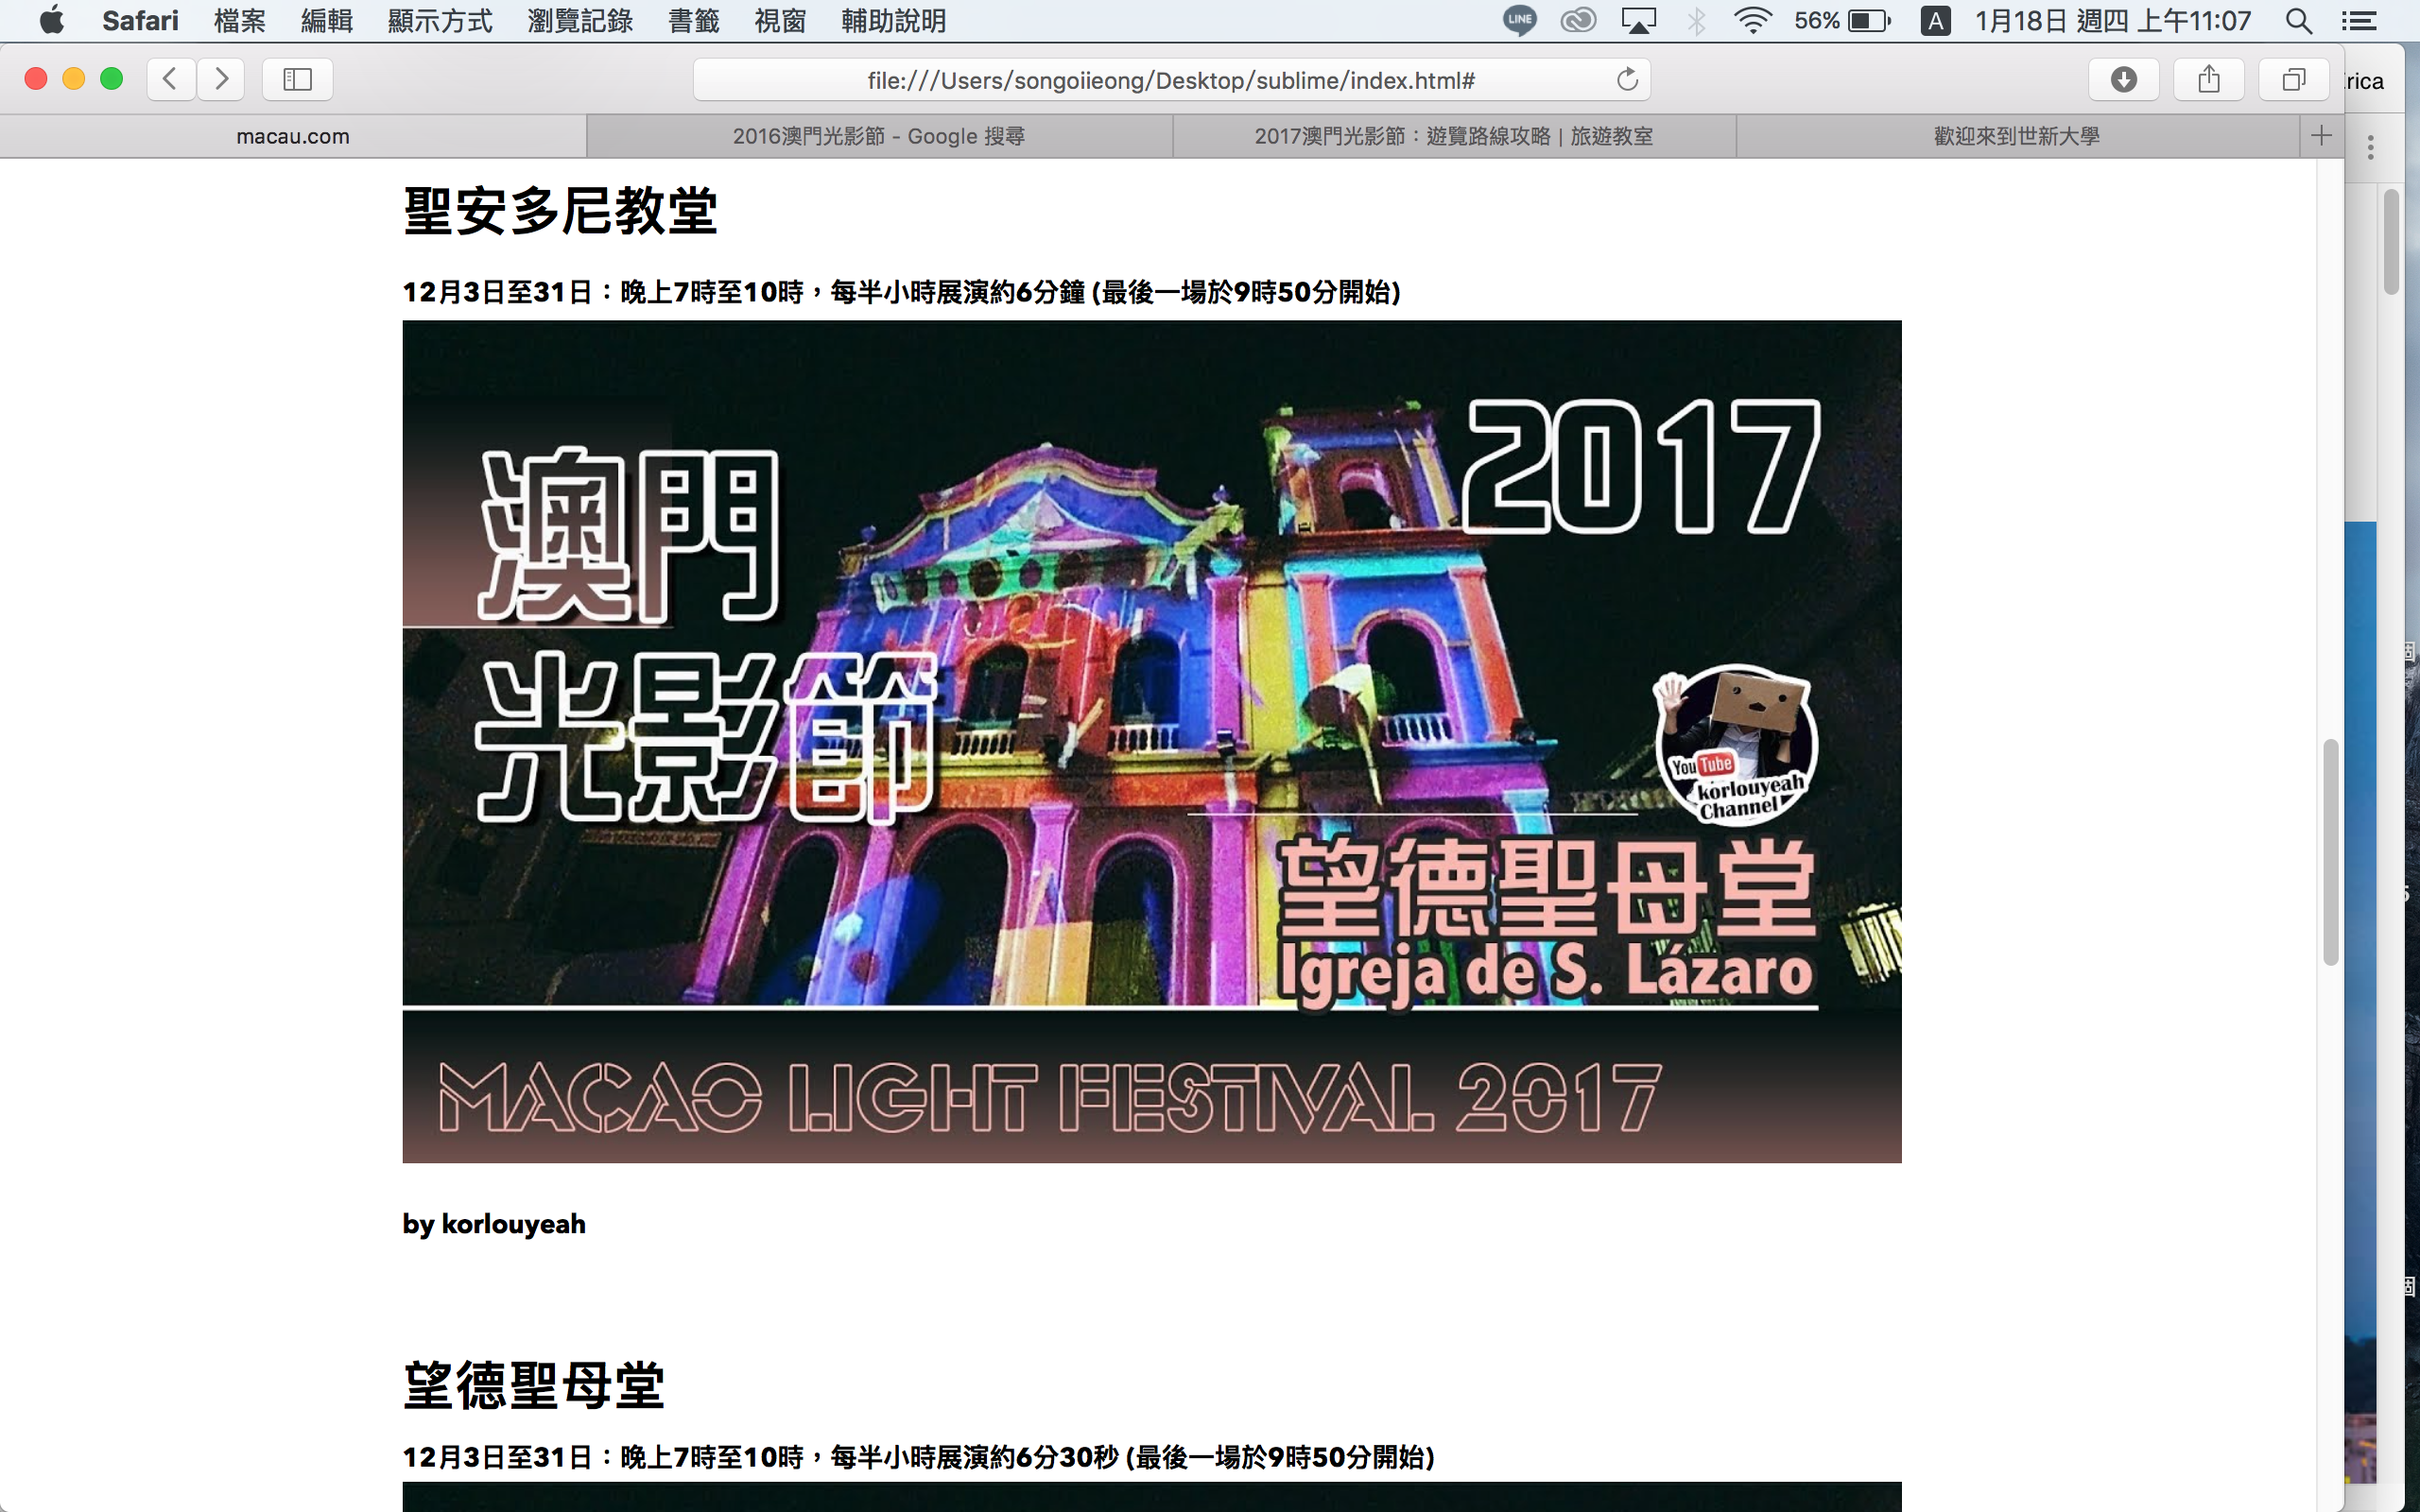 Safari 檔案 編輯 顯示方式 瀏覽記錄 書籤 視窗 輔助說明 LINE 56% A 1月18日 週四 上午11:07
file:///Users/songoiieong/Desktop/sublime/index.html#
rica
macau.com 2016澳門光影節 - Google 搜尋 2017澳門光影節：遊覽路線攻略 | 旅遊教室 歡迎來到世新大學
聖安多尼教堂
12月3日至31日：晚上7時至10時，每半小時展演約6分鐘 (最後一場於9時50分開始)
2017
澳門
光影節
YouTube
korlouyeah
Channel
望德聖母堂
Igreja de S. Lázaro
MACAO LIGHT FESTIVAL 2017
by korlouyeah
望德聖母堂
12月3日至31日：晚上7時至10時，每半小時展演約6分30秒 (最後一場於9時50分開始)